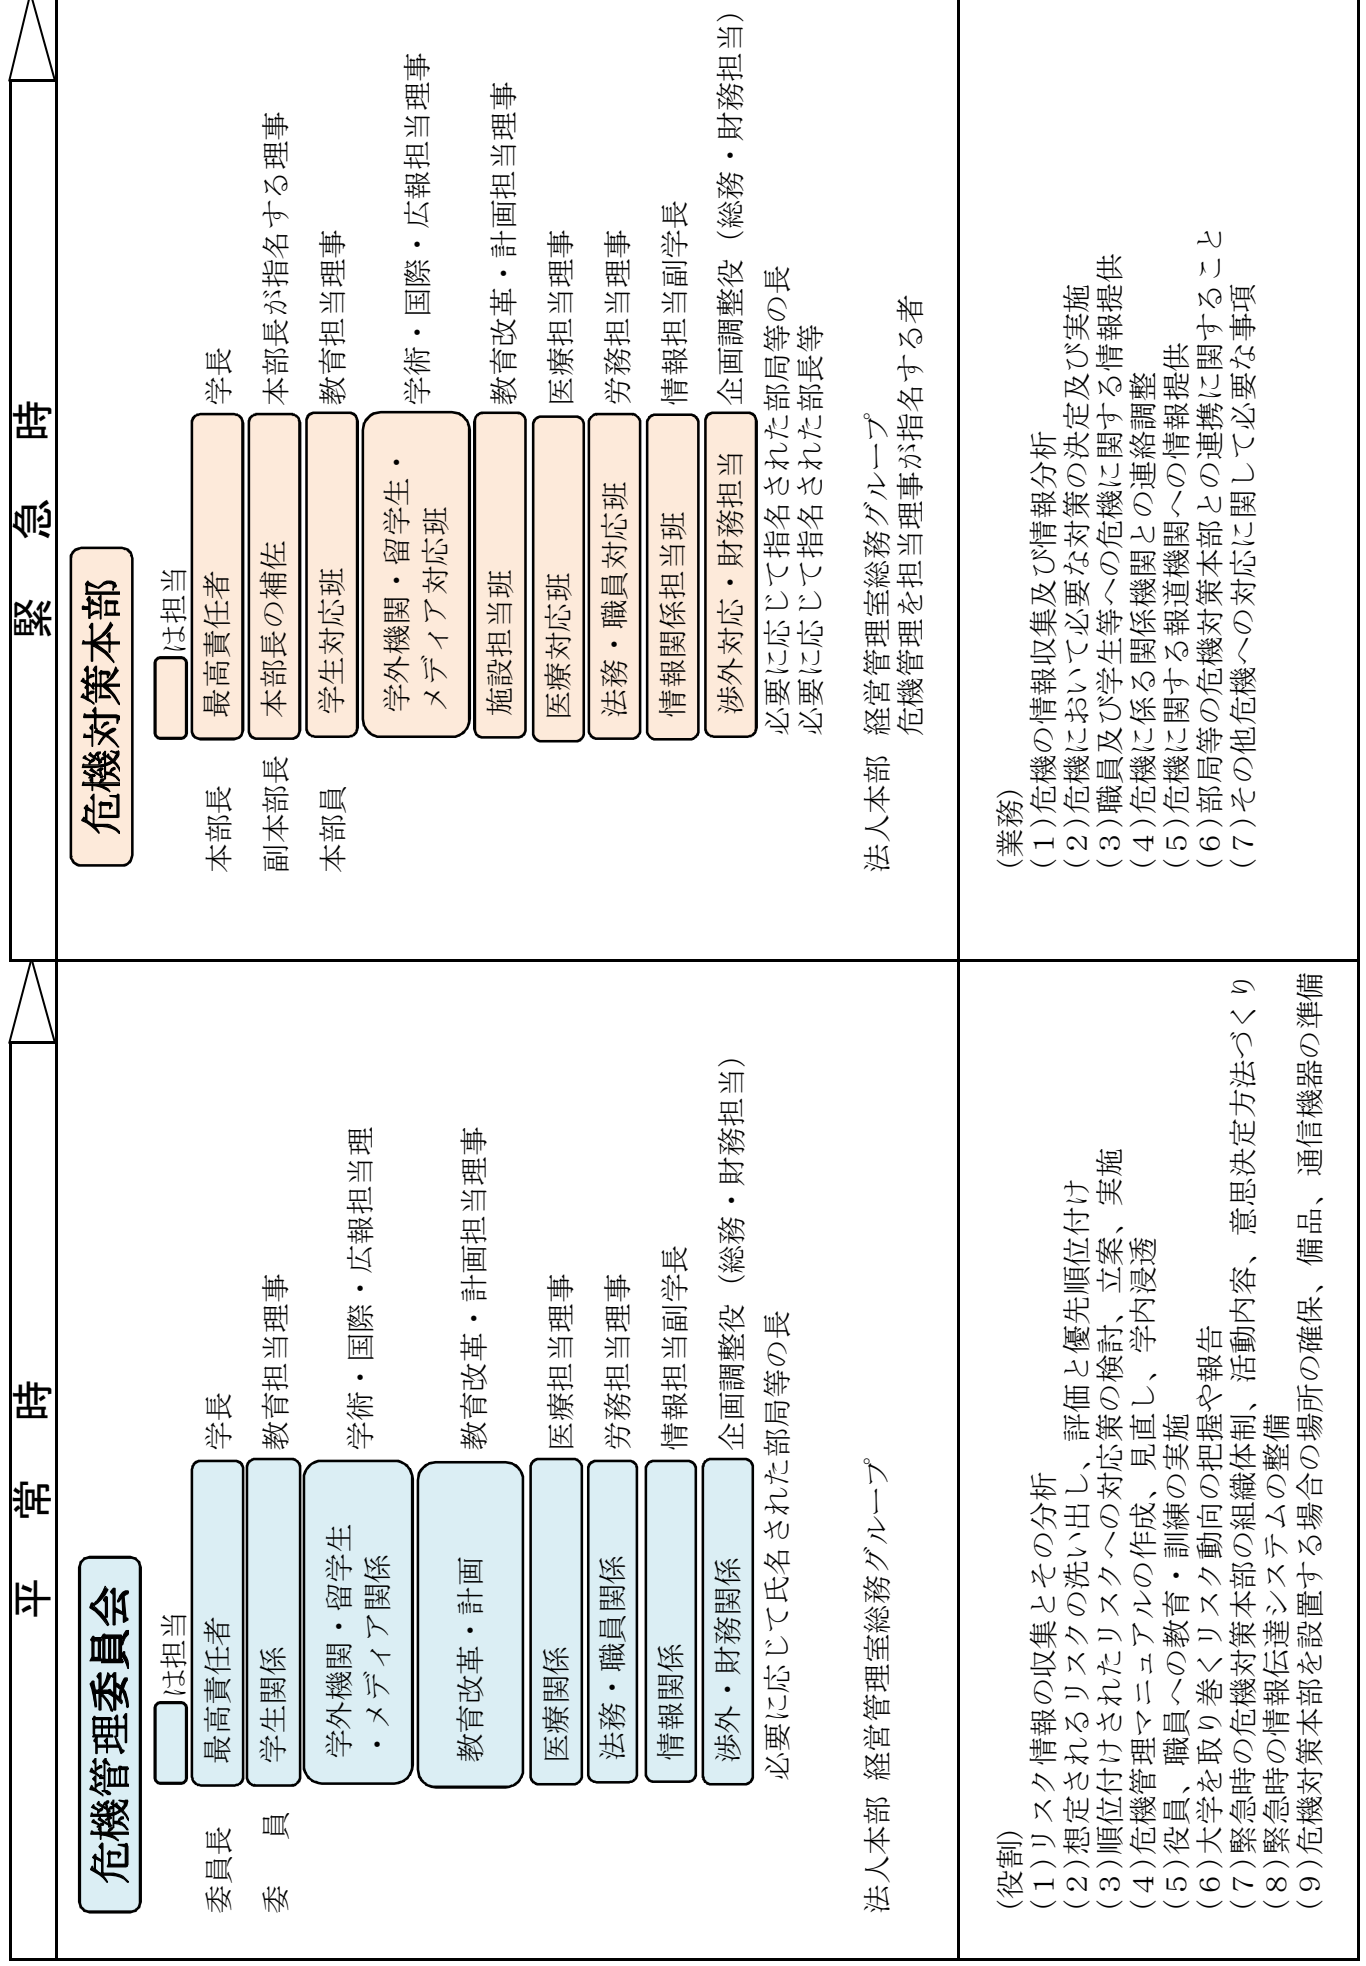 平　常　時
危機管理委員会
は担当
委員長 最高責任者 学長
委　員 学生関係 教育担当理事
学外機関・留学生 学術・国際・広報担当理
・メディア関係
教育改革・計画 教育改革・計画担当理事
医療関係 医療担当理事
法務・職員関係 労務担当理事
情報関係 情報担当副学長
渉外・財務関係 企画調整役（総務・財務担当）
必要に応じて氏名された部局等の長
法人本部 経営管理室総務グループ
（役割）
（１）リスク情報の収集とその分析
（２）想定されるリスクの洗い出し、評価と優先順位付け
（３）順位付けされたリスクへの対応策の検討、立案、実施
（４）危機管理マニュアルの作成、見直し、学内浸透
（５）役員、職員への教育・訓練の実施
（６）大学を取り巻くリスク動向の把握や報告
（７）緊急時の危機対策本部の組織体制、活動内容、意思決定方法づくり
（８）緊急時の情報伝達システムの整備
（９）危機対策本部を設置する場合の場所の確保、備品、通信機器の準備
緊　急　時
危機対策本部
は担当
本部長 最高責任者 学長
副本部長 本部長の補佐 本部長が指名する理事
本部員 学生対応班 教育担当理事
学外機関・留学生・ 学術・国際・広報担当理事
メディア対応班
施設担当班 教育改革・計画担当理事
医療対応班 医療担当理事
法務・職員対応班 労務担当理事
情報関係担当班 情報担当副学長
渉外対応・財務担当 企画調整役（総務・財務担当）
必要に応じて指名された部局等の長
必要に応じて指名された部長等
法人本部 経営管理室総務グループ
危機管理を担当理事が指名する者
（業務）
（１）危機の情報収集及び情報分析
（２）危機において必要な対策の決定及び実施
（３）職員及び学生等への危機に関する情報提供
（４）危機に係る関係機関との連絡調整
（５）危機に関する報道機関への情報提供
（６）部局等の危機対策本部との連携に関すること
（７）その他危機への対応に関して必要な事項